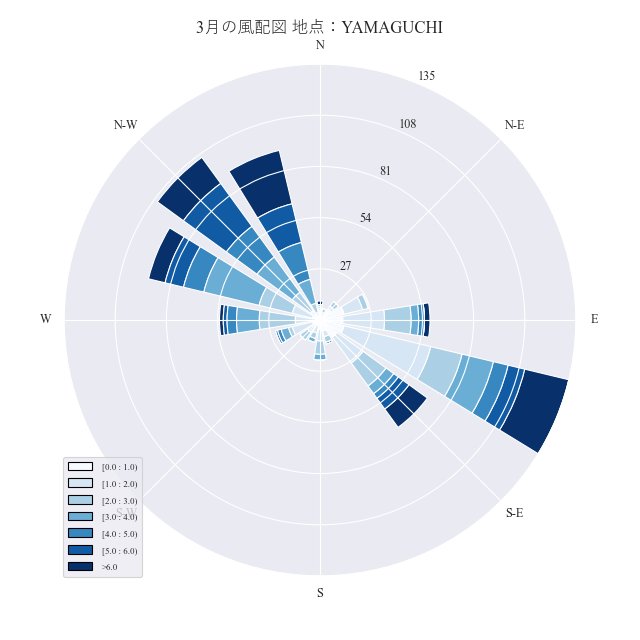 3月の風配図 地点：YAMAGUCHI
N
135
N-W
N-E
108
81
54
27
W
E
[0.0 : 1.0)
[1.0 : 2.0)
[2.0 : 3.0)
S-W
S-E
[3.0 : 4.0)
[4.0 : 5.0)
[5.0 : 6.0)
>6.0
S